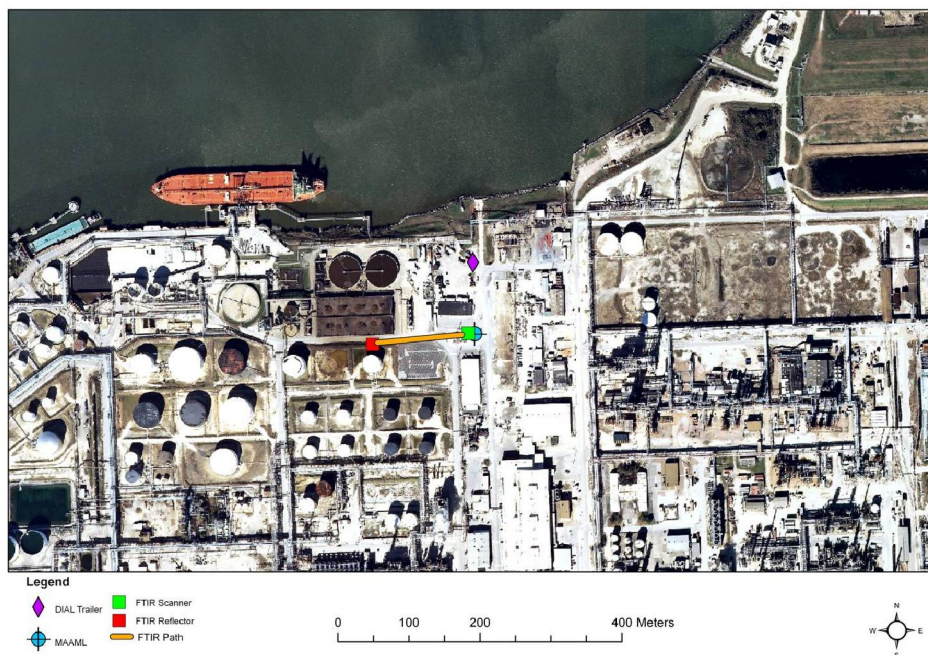 Legend
DIAL Trailer
MAAML
FTIR Scanner
FTIR Reflector
FTIR Path
0 100 200 400 Meters
N
W E
S